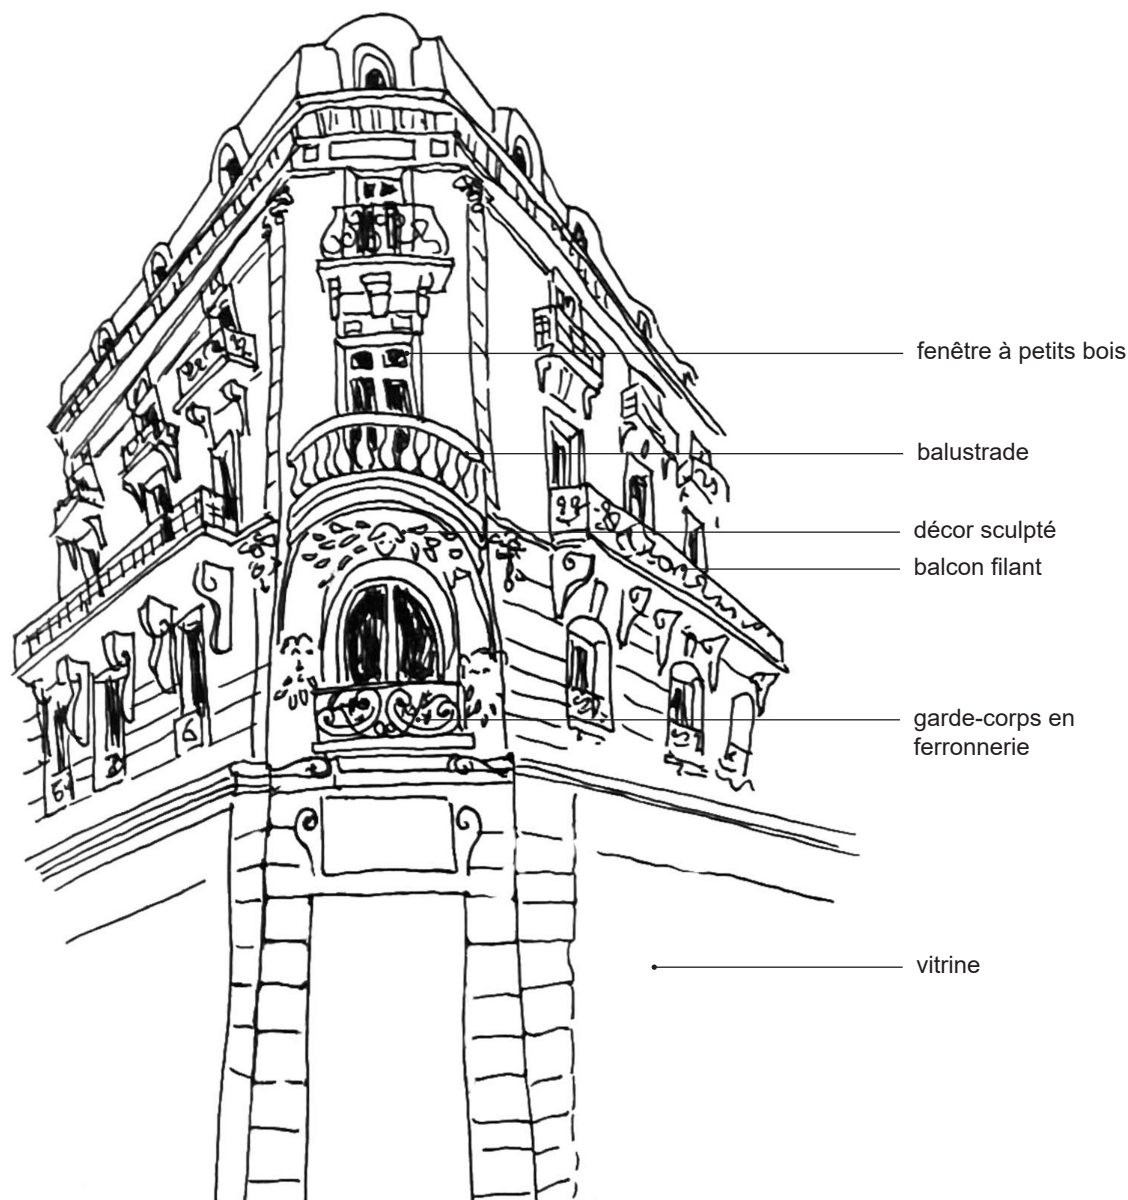 fenêtre à petits bois
balustrade
décor sculpté
balcon filant
garde-corps en
ferronnerie
vitrine